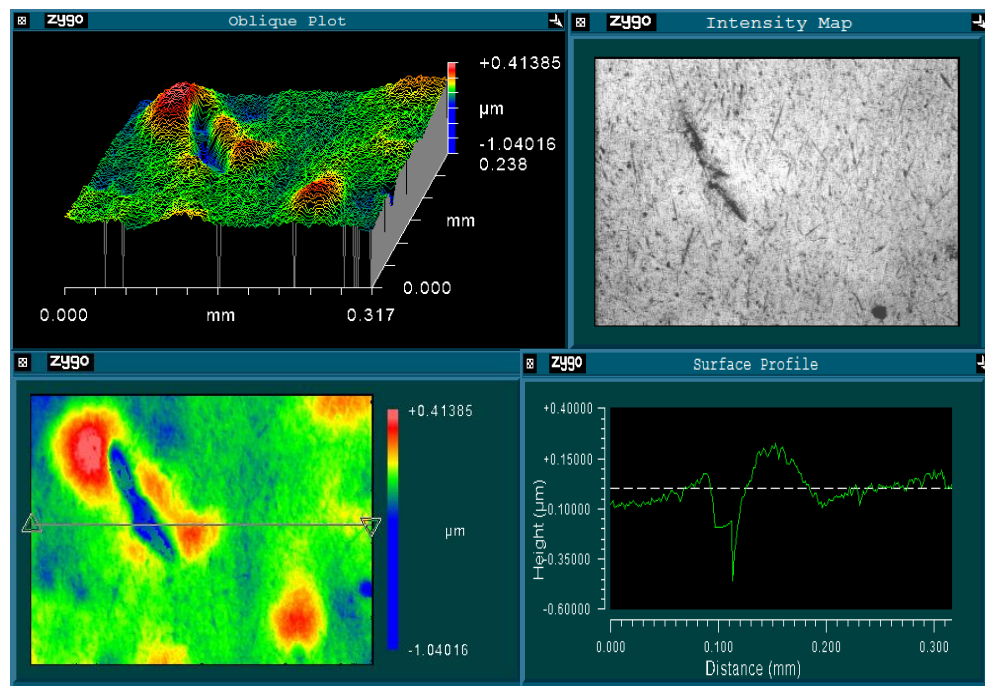 zygo Oblique Plot
+0.41385
µm
-1.04016
0.238
mm
0.000
0.000 mm 0.317
zygo Intensity Map
zygo
+0.41385
µm
-1.04016
zygo Surface Profile
+0.40000
+0.15000
-0.10000
-0.35000
-0.60000
Height (µm)
0.000 0.100 0.200 0.300
Distance (mm)